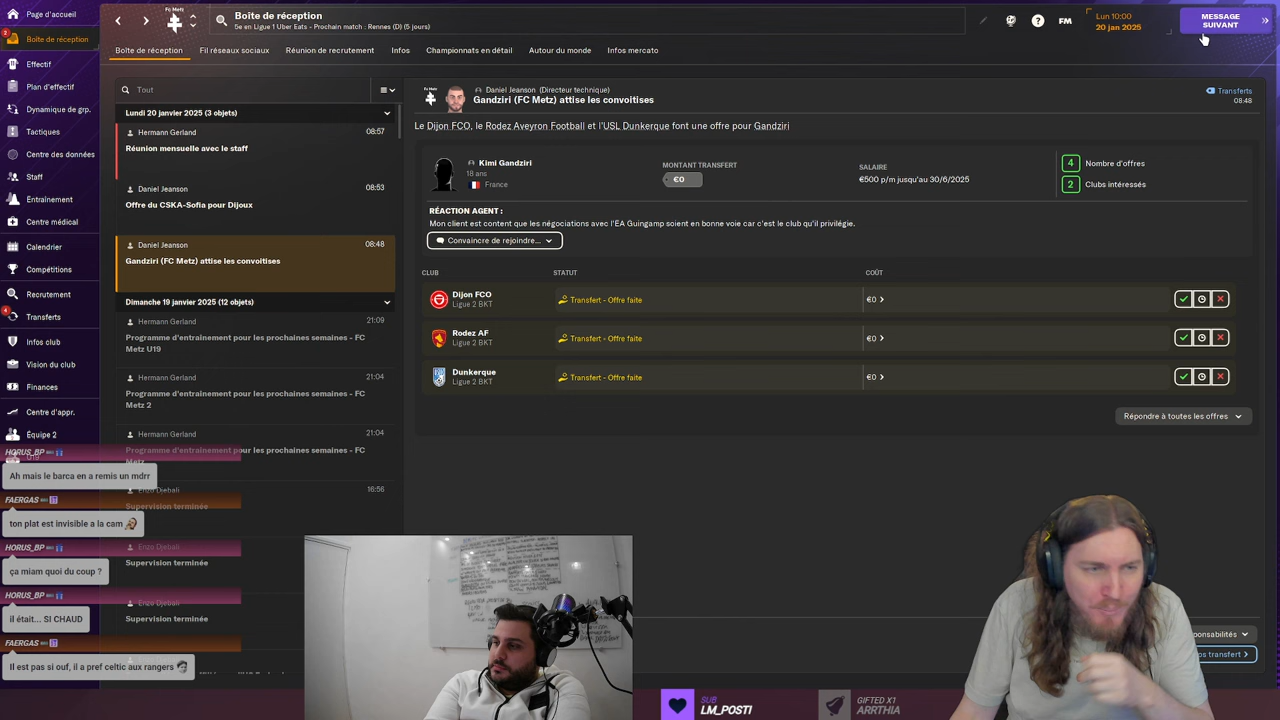 Page d'accueil
2
Boîte de réception
Effectif
Plan d'effectif
Dynamique de grp.
Tactiques
Centre des données
Staff
Entraînement
Centre médical
Calendrier
Compétitions
Recrutement
4
Transferts
Infos club
Vision du club
Finances
Centre d'appr.
Équipe 2
U19
Fc Metz
Boîte de réception
5e en Ligue 1 Uber Eats - Prochain match : Rennes (D) (5 jours)
?
FM
Lun 10:00
20 jan 2025
MESSAGE
SUIVANT
Boîte de réception
Fil réseaux sociaux
Réunion de recrutement
Infos
Championnats en détail
Autour du monde
Infos mercato
Tout
Lundi 20 janvier 2025 (3 objets)
Hermann Gerland 08:57
Réunion mensuelle avec le staff
Daniel Jeanson 08:53
Offre du CSKA-Sofia pour Dijoux
Daniel Jeanson 08:48
Gandziri (FC Metz) attise les convoitises
Dimanche 19 janvier 2025 (12 objets)
Hermann Gerland 21:09
Programme d'entraînement pour les prochaines semaines - FC
Metz U19
Hermann Gerland 21:04
Programme d'entraînement pour les prochaines semaines - FC
Metz 2
Hermann Gerland 21:04
Programme d'entraînement pour les prochaines semaines - FC
Metz
Enzo Djebali 16:56
Supervision terminée
Enzo Djebali
Supervision terminée
Enzo Djebali
Supervision terminée
Fc Metz
Daniel Jeanson (Directeur technique)
Gandziri (FC Metz) attise les convoitises
Transferts
08:48
Le Dijon FCO, le Rodez Aveyron Football et l'USL Dunkerque font une offre pour Gandziri
Kimi Gandziri
18 ans
France
MONTANT TRANSFERT
€0
SALAIRE
€500 p/m jusqu'au 30/6/2025
4 Nombre d'offres
2 Clubs intéressés
RÉACTION AGENT :
Mon client est content que les négociations avec l'EA Guingamp soient en bonne voie car c'est le club qu'il privilégie.
Convaincre de rejoindre...
CLUB STATUT COÛT
Dijon FCO
Ligue 2 BKT
Transfert - Offre faite €0
Rodez AF
Ligue 2 BKT
Transfert - Offre faite €0
Dunkerque
Ligue 2 BKT
Transfert - Offre faite €0
Répondre à toutes les offres
HORUS_BP
Ah mais le barca en a remis un mdrr
FAERGAS
ton plat est invisible a la cam
HORUS_BP
ça miam quoi du coup ?
HORUS_BP
il était... SI CHAUD
FAERGAS
Il est pas si ouf, il a pref celtic aux rangers
SUB
LM_POSTI
GIFTED X1
ARRTHIA